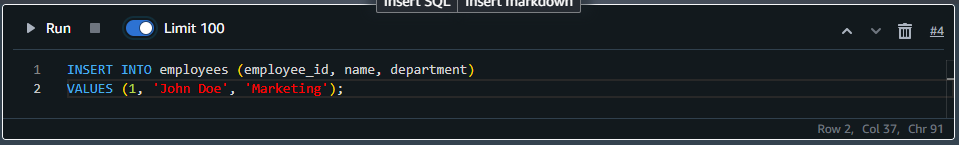 Insert SQL Insert markdown
Run Limit 100 #4
1 INSERT INTO employees (employee_id, name, department)
2 VALUES (1, 'John Doe', 'Marketing');
Row 2, Col 37, Chr 91